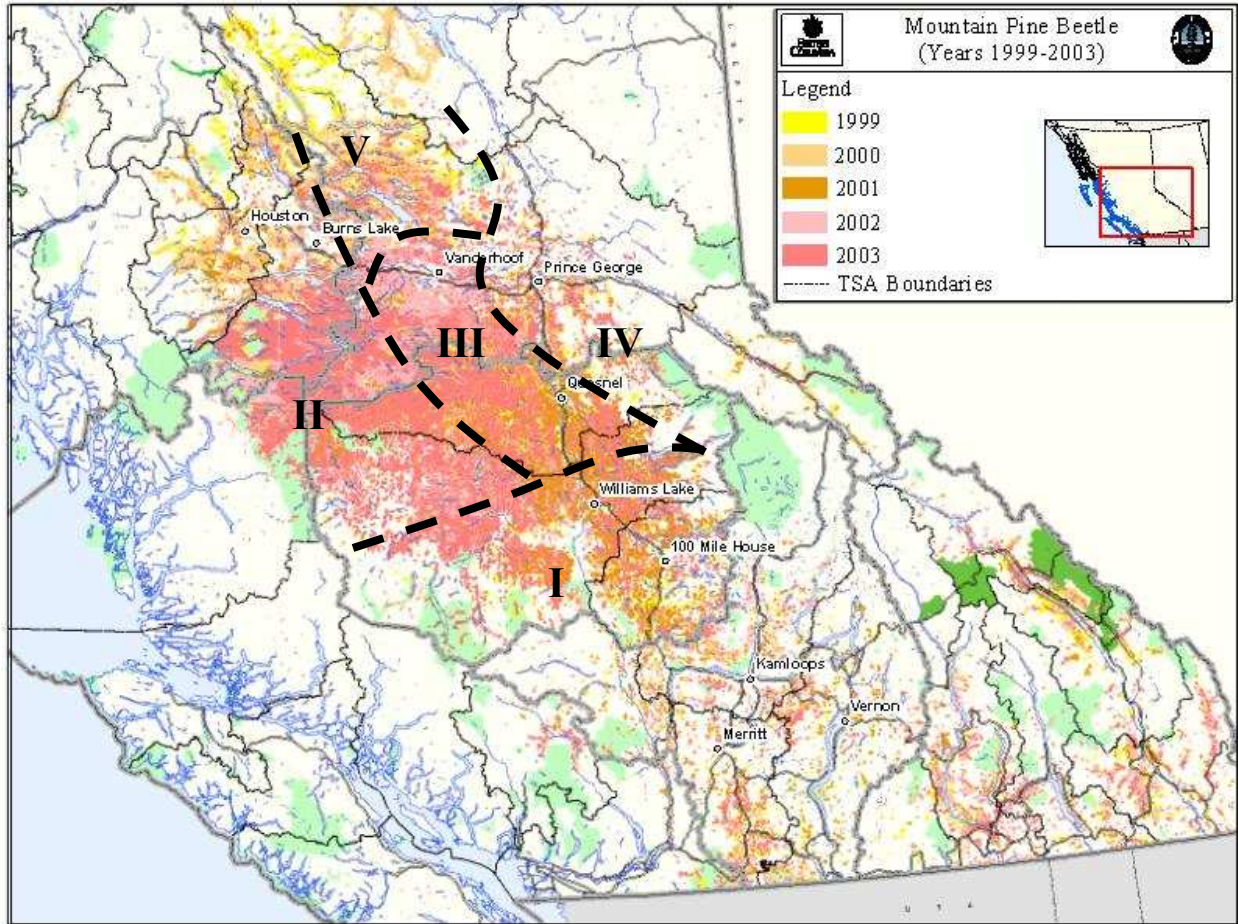 Mountain Pine Beetle
(Years 1999-2003)
Legend
1999
2000
2001
2002
2003
TSA Boundaries
V
Houston
Burns Lake
Vanderhoof
Prince George
III
IV
Quesnel
II
Williams Lake
100 Mile House
I
Kamloops
Vernon
Merritt